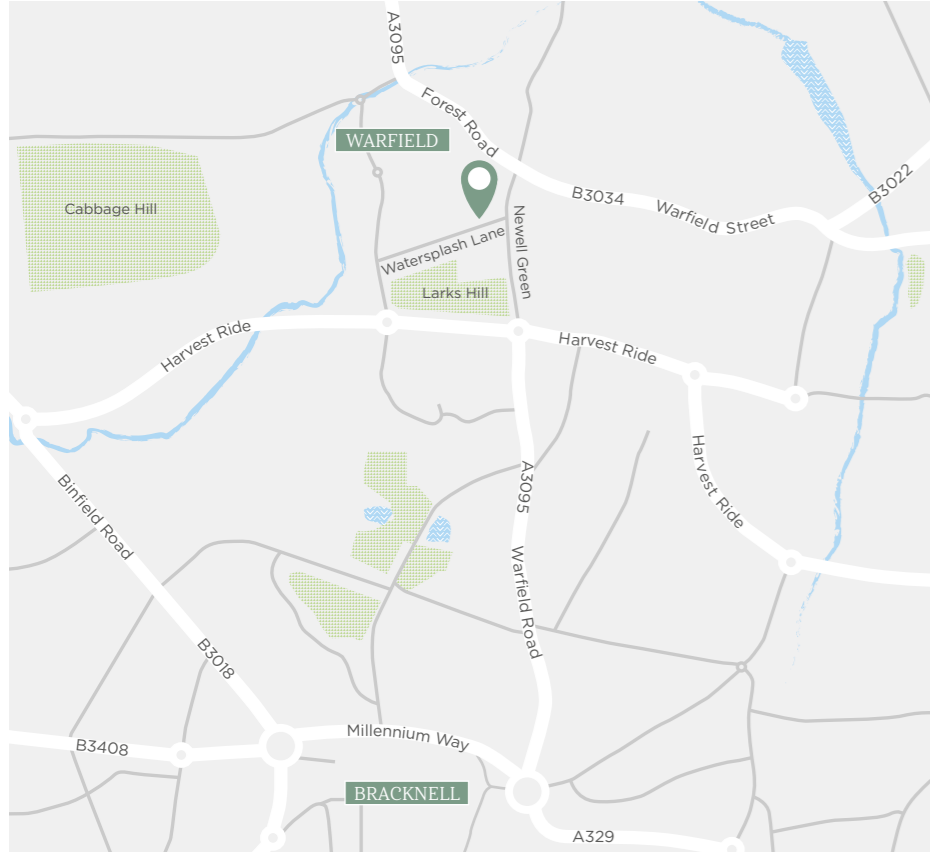 A3095
Forest Road
WARFIELD
B3022
B3034
Warfield Street
Cabbage Hill
Newell Green
Watersplash Lane
Larks Hill
Harvest Ride
Harvest Ride
Harvest Ride
A3095
Binfield Road
Warfield Road
B3018
Millennium Way
B3408
BRACKNELL
A329